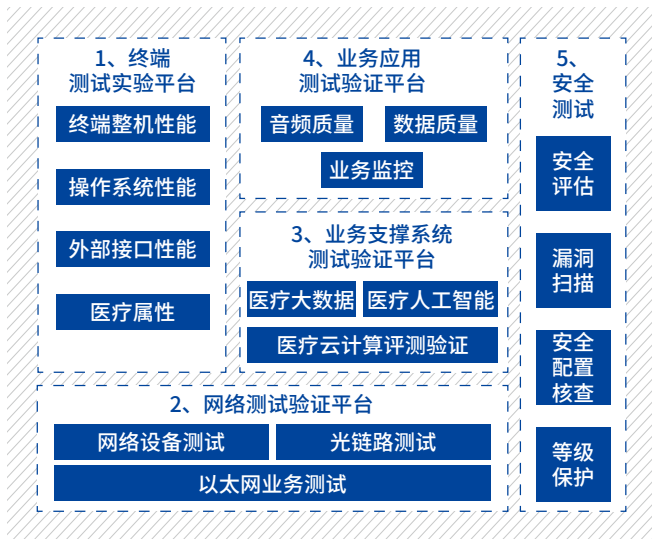 1、终端
测试实验平台
终端整机性能
操作系统性能
外部接口性能
医疗属性
4、业务应用
测试验证平台
音频质量
数据质量
业务监控
3、业务支撑系统
测试验证平台
医疗大数据
医疗人工智能
医疗云计算评测验证
2、网络测试验证平台
网络设备测试
光链路测试
以太网业务测试
5、
安全
测试
安全
评估
漏洞
扫描
安全
配置
核查
等级
保护